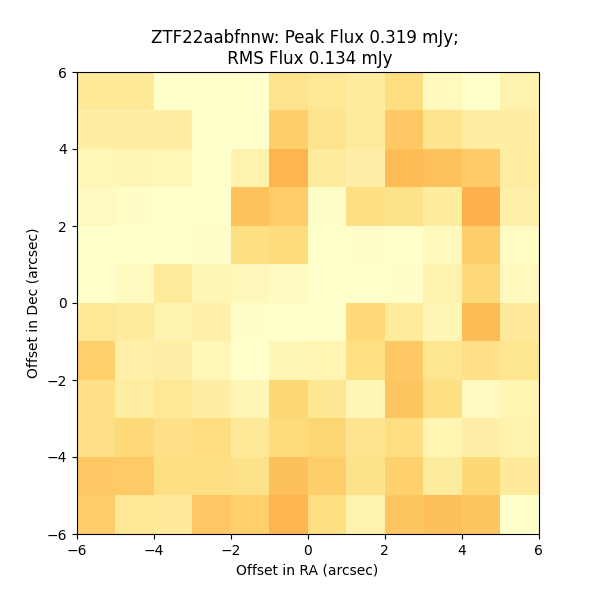 ZTF22aabfnnw: Peak Flux 0.319 mJy;
RMS Flux 0.134 mJy
6
4
2
0
−2
−4
−6
Offset in Dec (arcsec)
−6 −4 −2 0 2 4 6
Offset in RA (arcsec)